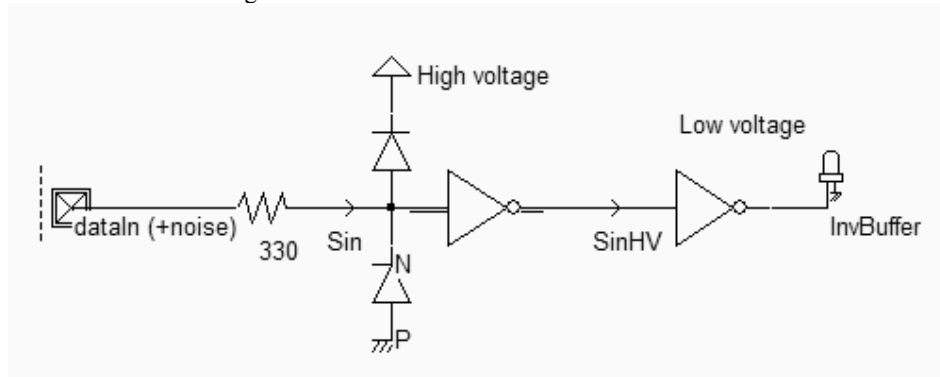 High voltage
Low voltage
dataIn (+noise)
330
Sin
N
P
SinHV
InvBuffer